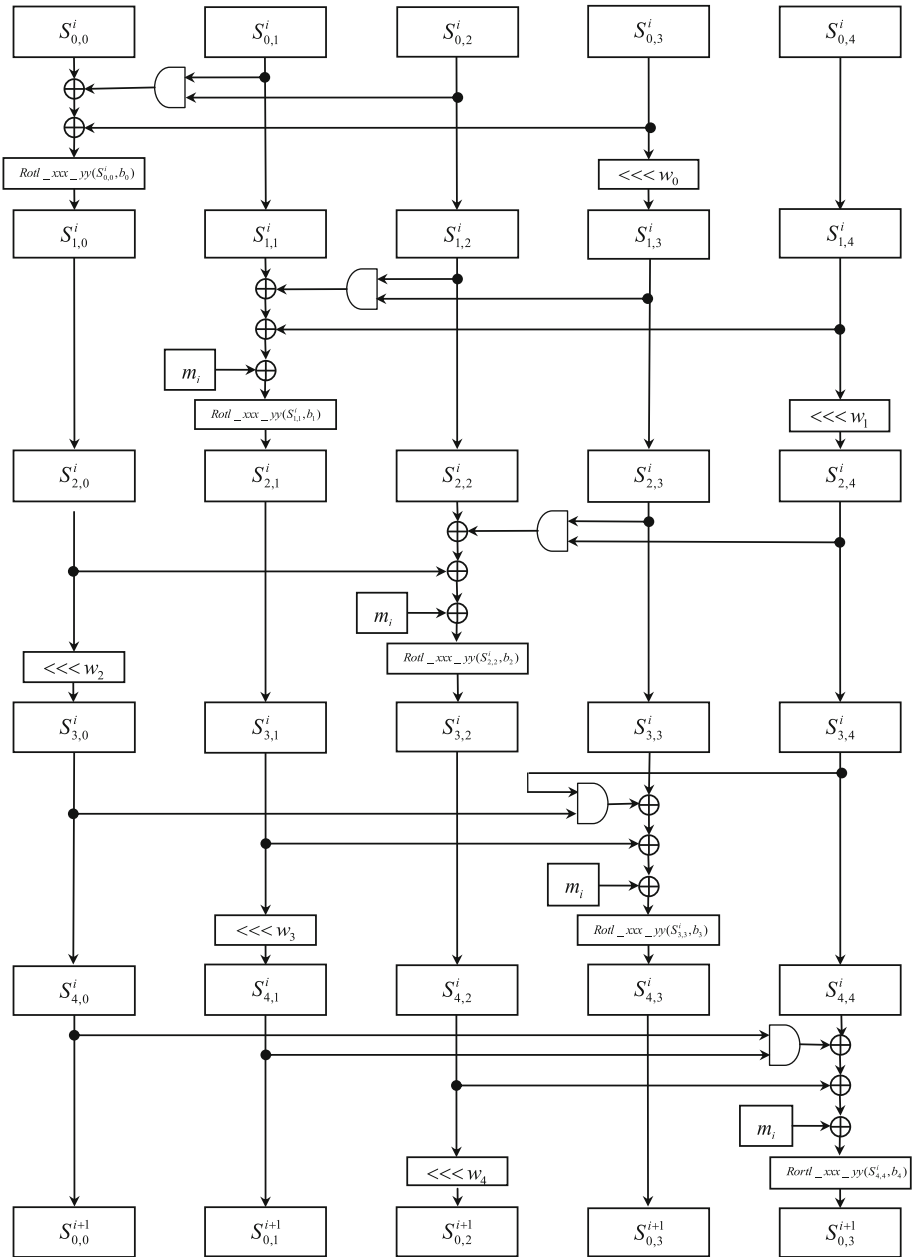 S^i_{0,0} S^i_{0,1} S^i_{0,2} S^i_{0,3} S^i_{0,4}
Rotl_xxx_yy(S^i_{0,0},b_0)
<<< w_0
S^i_{1,0} S^i_{1,1} S^i_{1,2} S^i_{1,3} S^i_{1,4}
m_i
Rotl_xxx_yy(S^i_{1,1},b_1)
<<< w_1
S^i_{2,0} S^i_{2,1} S^i_{2,2} S^i_{2,3} S^i_{2,4}
m_i
Rotl_xxx_yy(S^i_{2,2},b_2)
<<< w_2
S^i_{3,0} S^i_{3,1} S^i_{3,2} S^i_{3,3} S^i_{3,4}
m_i
<<< w_3
Rotl_xxx_yy(S^i_{3,3},b_3)
S^i_{4,0} S^i_{4,1} S^i_{4,2} S^i_{4,3} S^i_{4,4}
m_i
<<< w_4
Rortl_xxx_yy(S^i_{4,4},b_4)
S^{i+1}_{0,0} S^{i+1}_{0,1} S^{i+1}_{0,2} S^{i+1}_{0,3} S^{i+1}_{0,3}